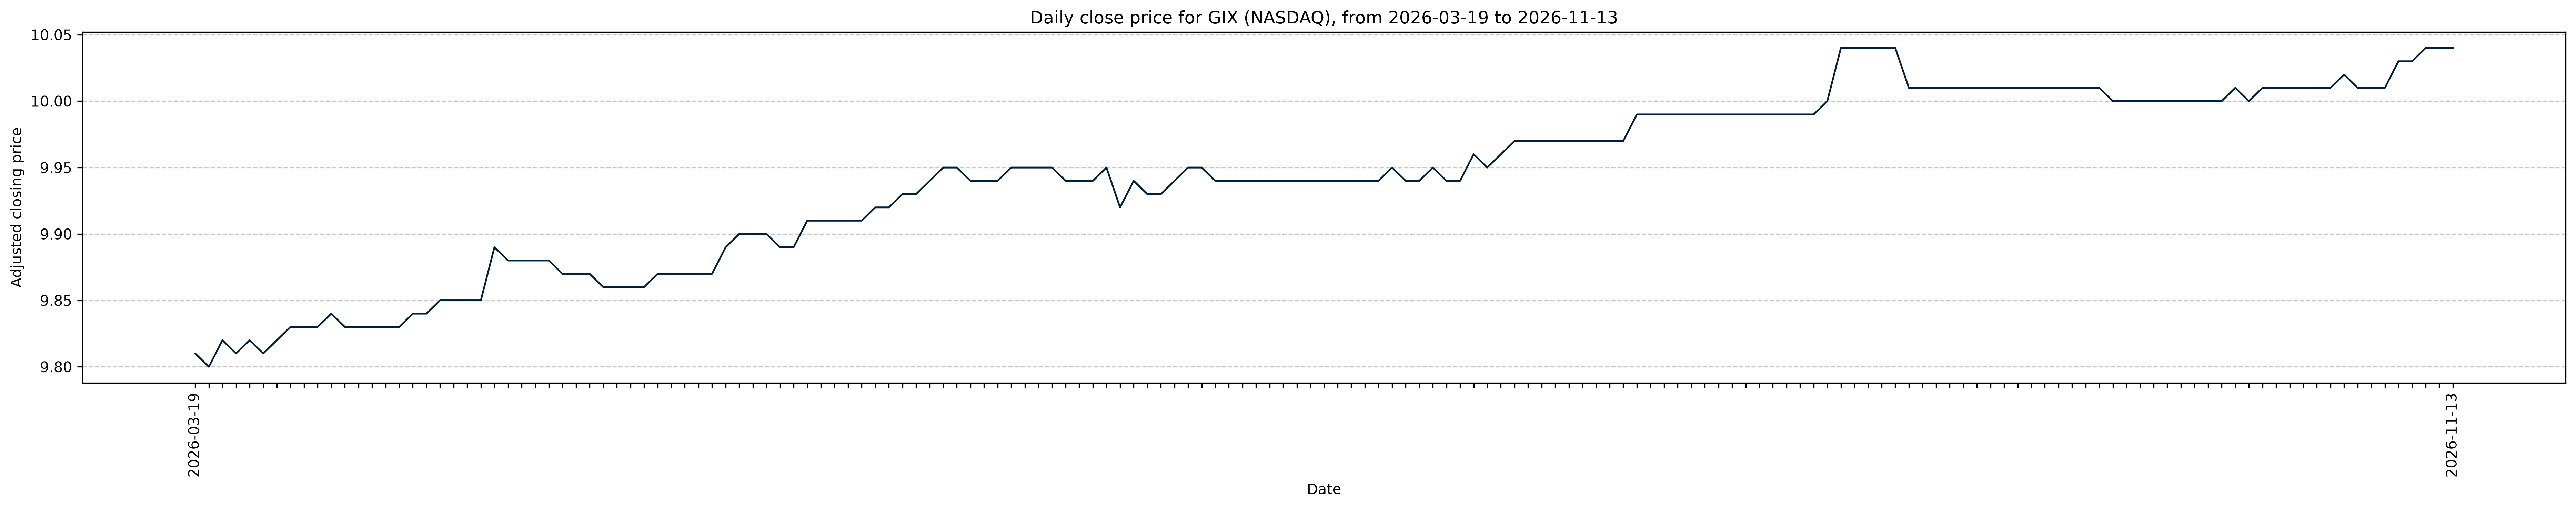 Daily close price for GIX (NASDAQ), from 2026-03-19 to 2026-11-13
Adjusted closing price
10.05
10.00
9.95
9.90
9.85
9.80
2026-03-19
2026-11-13
Date